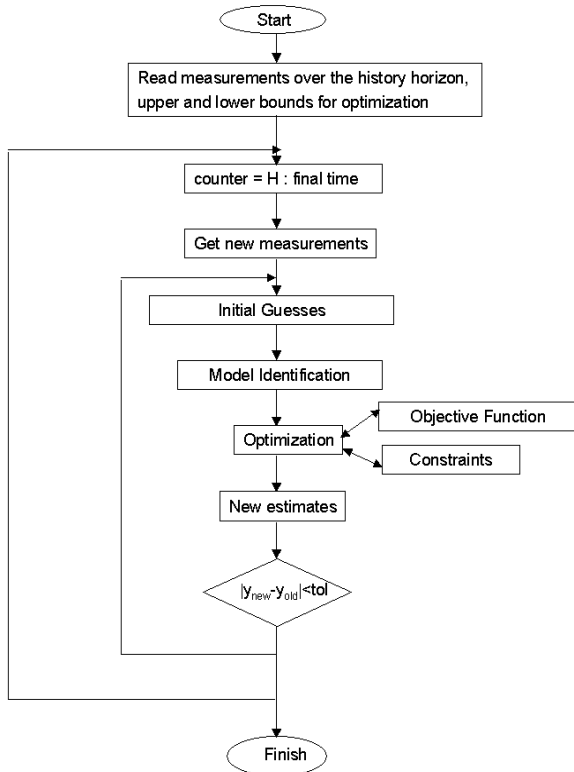 Start
Read measurements over the history horizon,
upper and lower bounds for optimization
counter = H : final time
Get new measurements
Initial Guesses
Model Identification
Objective Function
Optimization
Constraints
New estimates
|ynew-yold|<tol
Finish